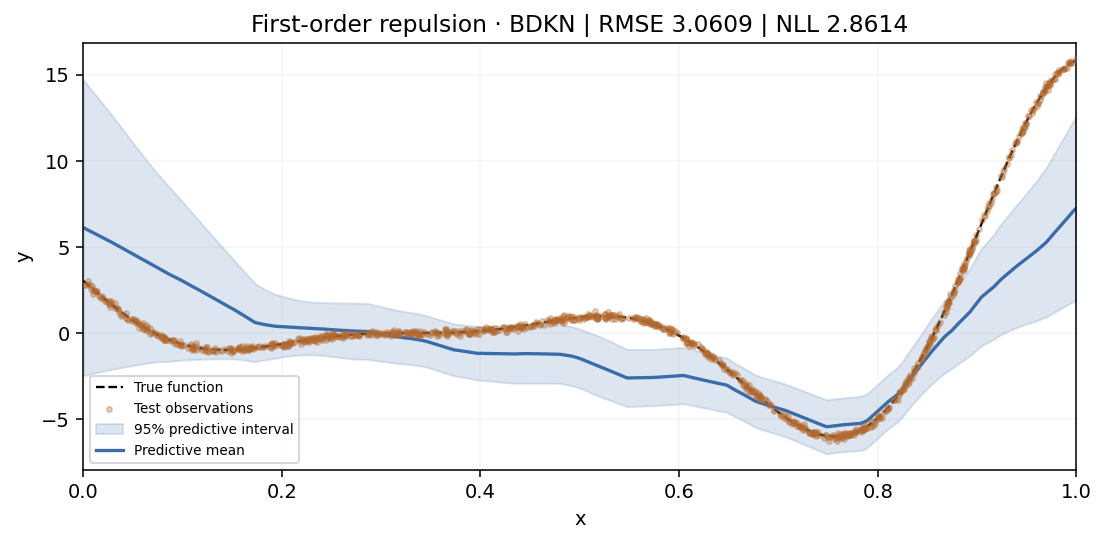 First-order repulsion · BDKN | RMSE 3.0609 | NLL 2.8614
y
15
10
5
0
−5
True function
Test observations
95% predictive interval
Predictive mean
0.0 0.2 0.4 0.6 0.8 1.0
x